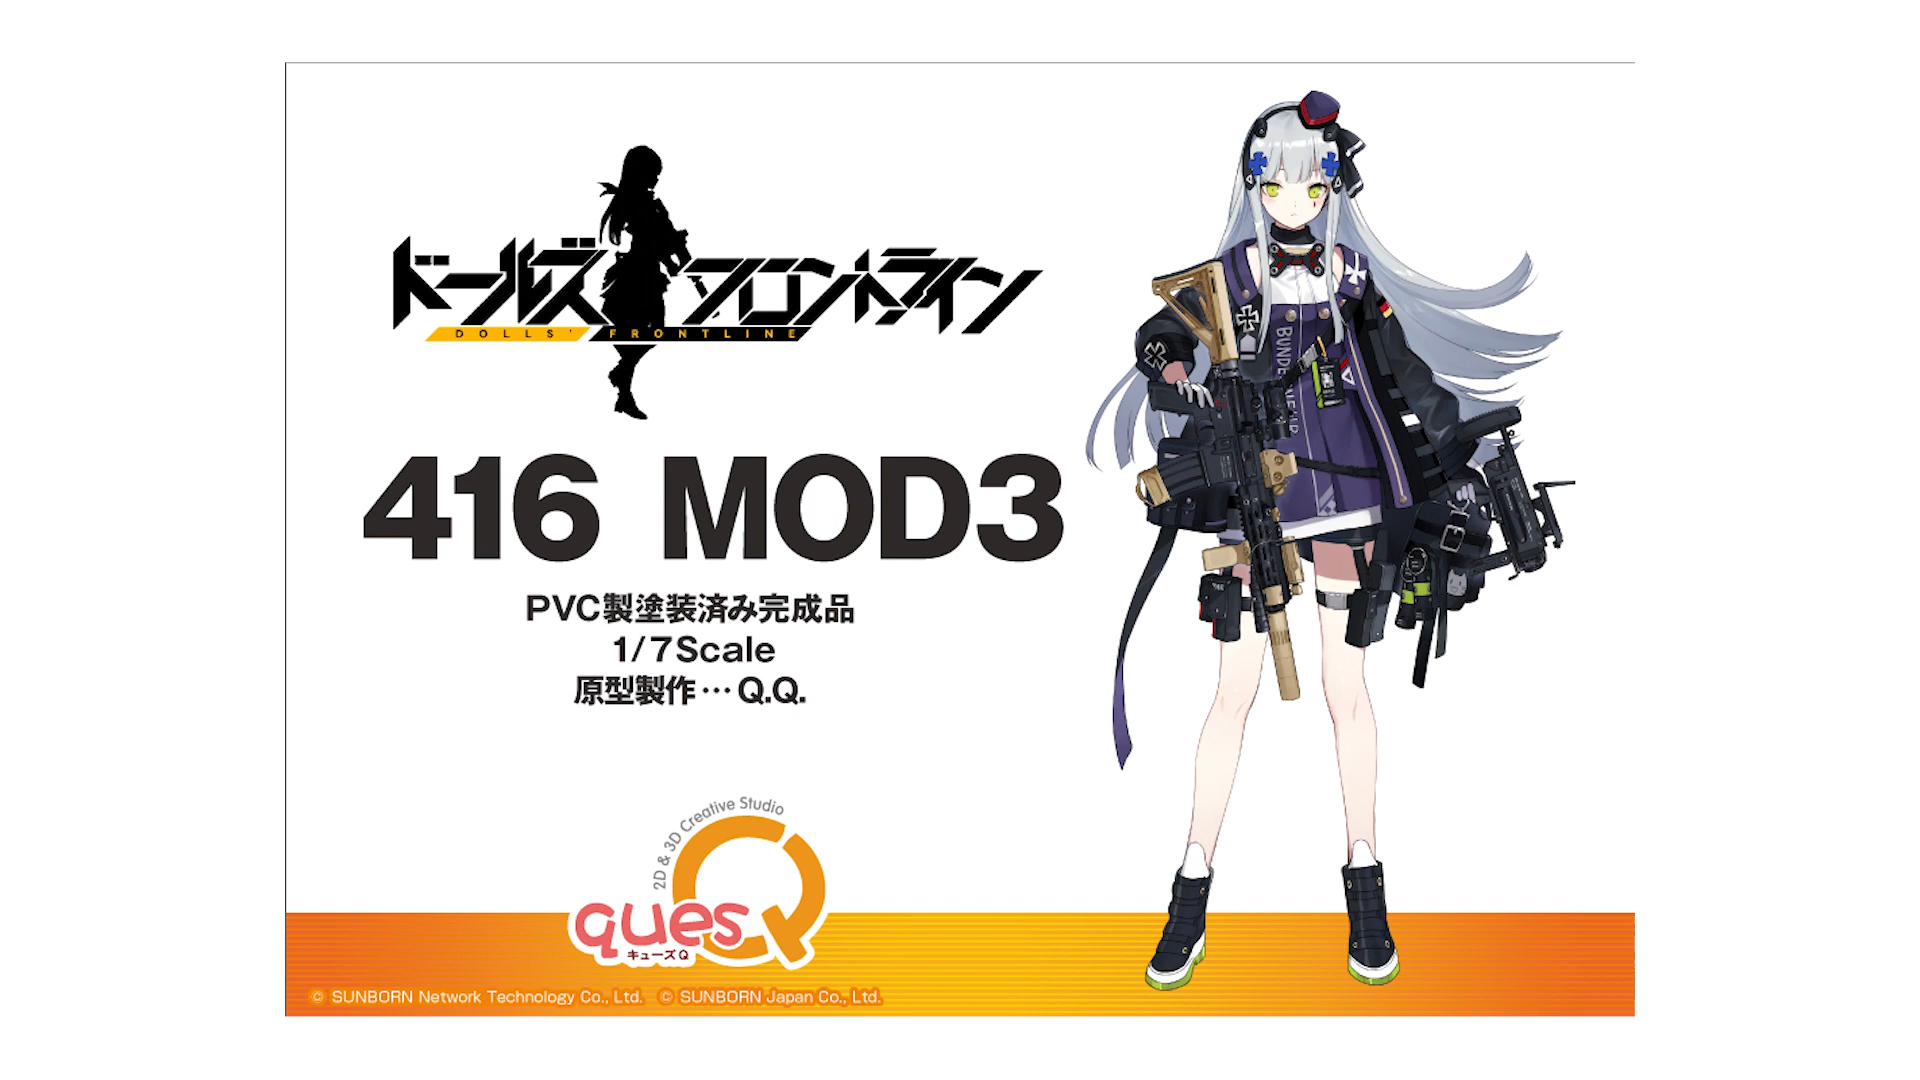 ドールズフロントライン
DOLLS' FRONTLINE
416 MOD3
PVC製塗装済み完成品
1/7Scale
原型製作…Q.Q.
2D & 3D Creative Studio
quesQ
キューズQ
© SUNBORN Network Technology Co., Ltd. © SUNBORN Japan Co., Ltd.